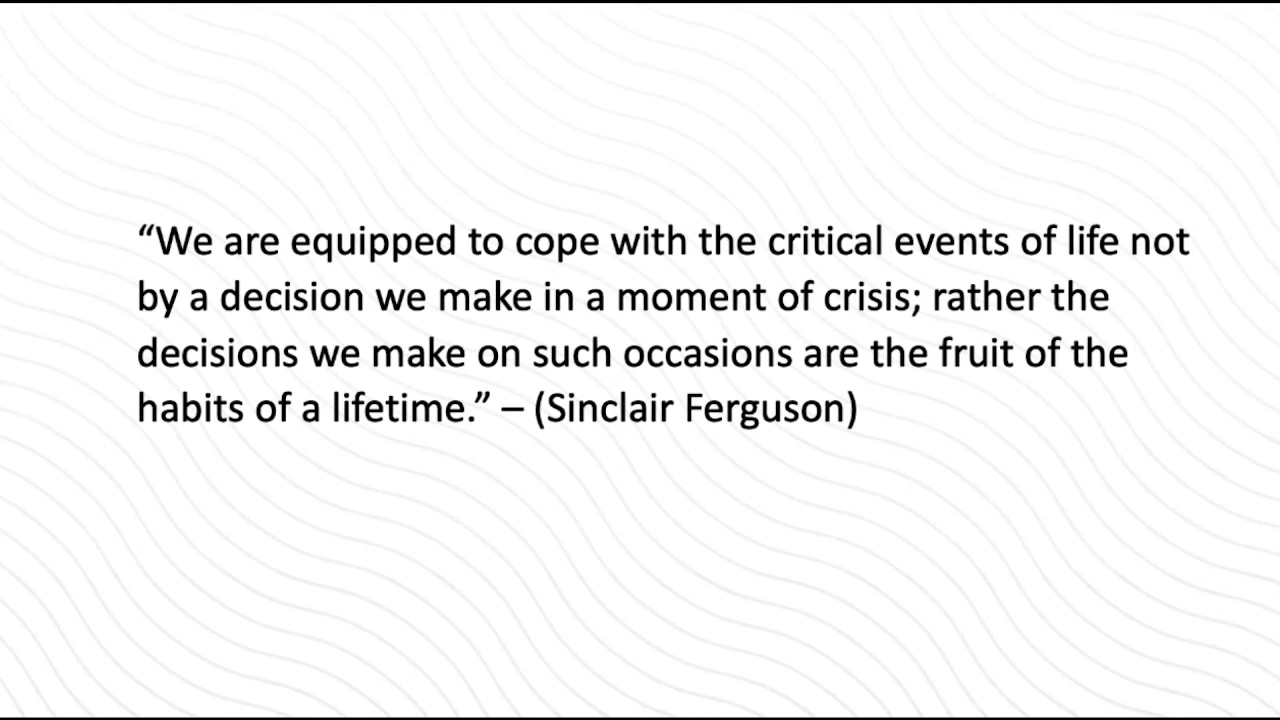 “We are equipped to cope with the critical events of life not
by a decision we make in a moment of crisis; rather the
decisions we make on such occasions are the fruit of the
habits of a lifetime.” – (Sinclair Ferguson)